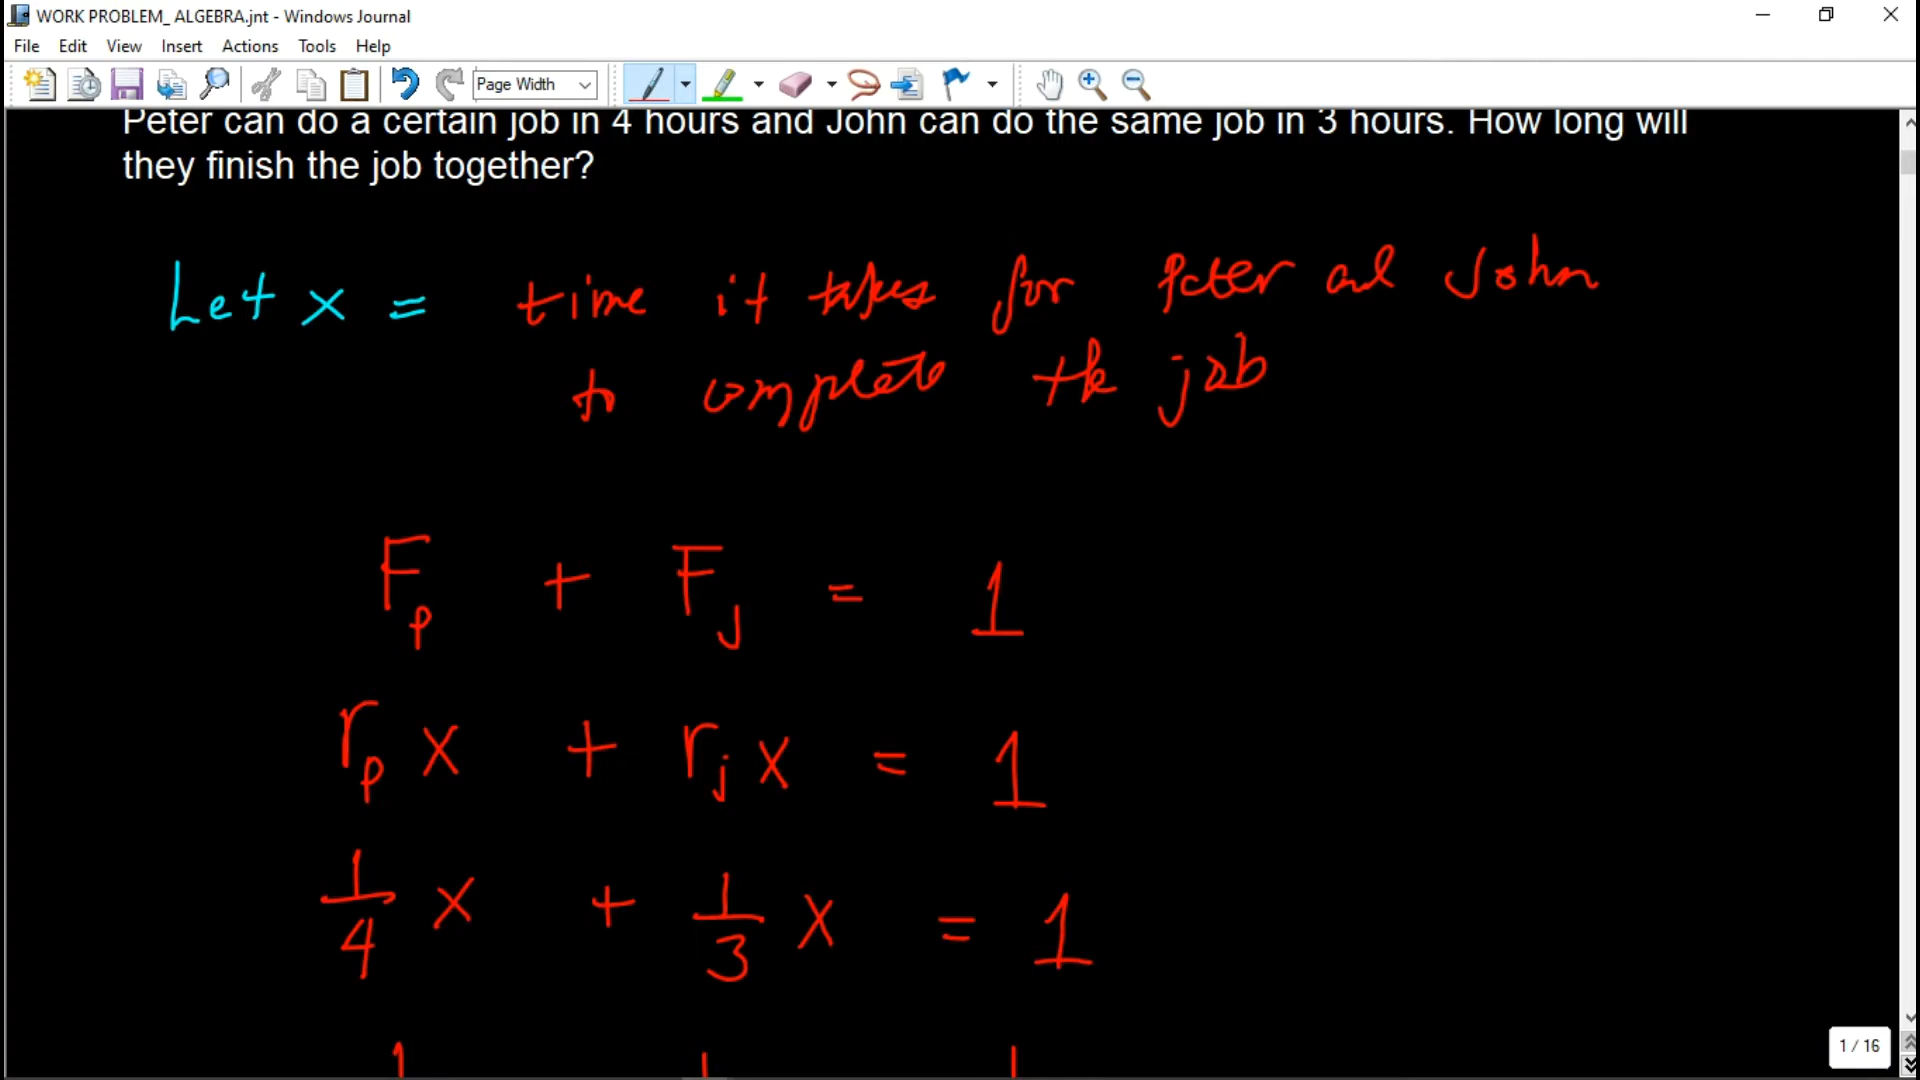 WORK PROBLEM_ ALGEBRA.jnt - Windows Journal
File Edit View Insert Actions Tools Help
Page Width
Peter can do a certain job in 4 hours and John can do the same job in 3 hours. How long will
they finish the job together?
Let x = time it takes for Peter and John
to complete the job
Fp + Fj = 1
rp x + rj x = 1
1/4 x + 1/3 x = 1
1 / 16